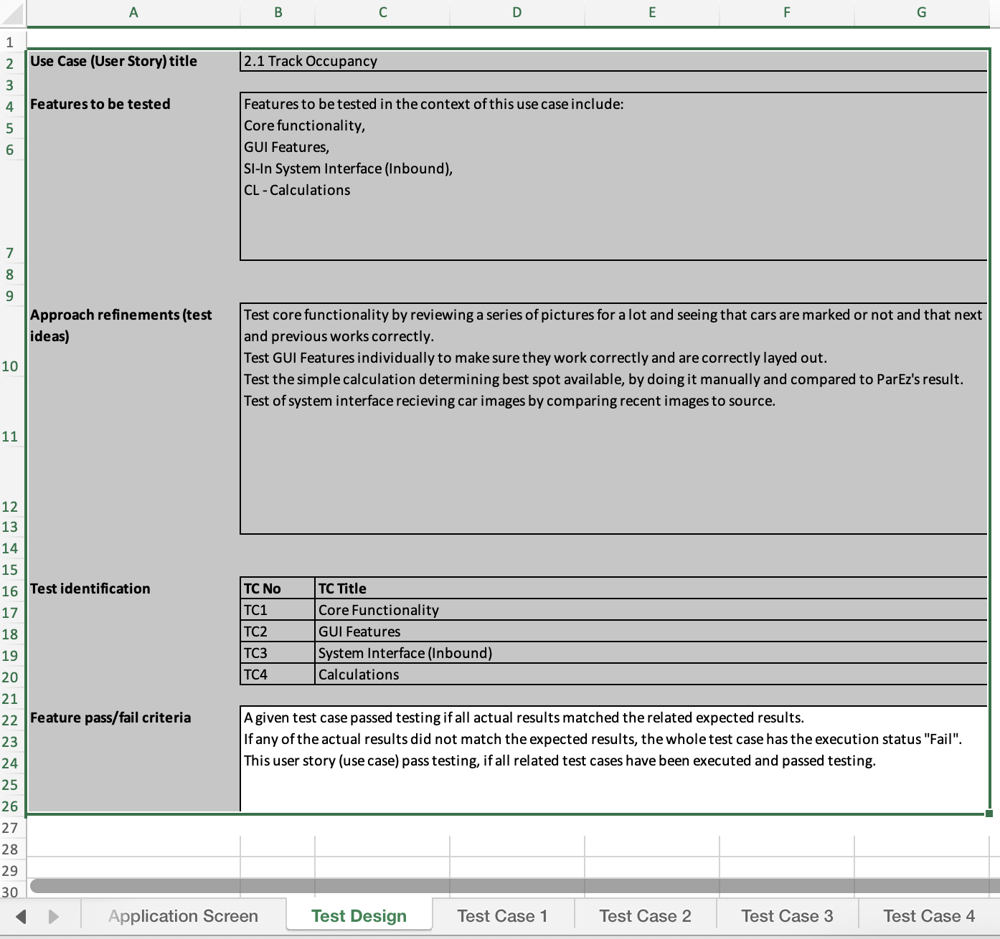 A B C D E F G
1
2 Use Case (User Story) title 2.1 Track Occupancy
3
4 Features to be tested Features to be tested in the context of this use case include:
5 Core functionality,
6 GUI Features,
SI-In System Interface (Inbound),
CL - Calculations
7
8
9
Approach refinements (test Test core functionality by reviewing a series of pictures for a lot and seeing that cars are marked or not and that next
ideas) and previous works correctly.
10 Test GUI Features individually to make sure they work correctly and are correctly layed out.
Test the simple calculation determining best spot available, by doing it manually and compared to ParEz's result.
Test of system interface recieving car images by comparing recent images to source.
11
12
13
14
15
16 Test identification TC No TC Title
17 TC1 Core Functionality
18 TC2 GUI Features
19 TC3 System Interface (Inbound)
20 TC4 Calculations
21
22 Feature pass/fail criteria A given test case passed testing if all actual results matched the related expected results.
23 If any of the actual results did not match the expected results, the whole test case has the execution status "Fail".
24 This user story (use case) pass testing, if all related test cases have been executed and passed testing.
25
26
27
28
29
30
Application Screen Test Design Test Case 1 Test Case 2 Test Case 3 Test Case 4